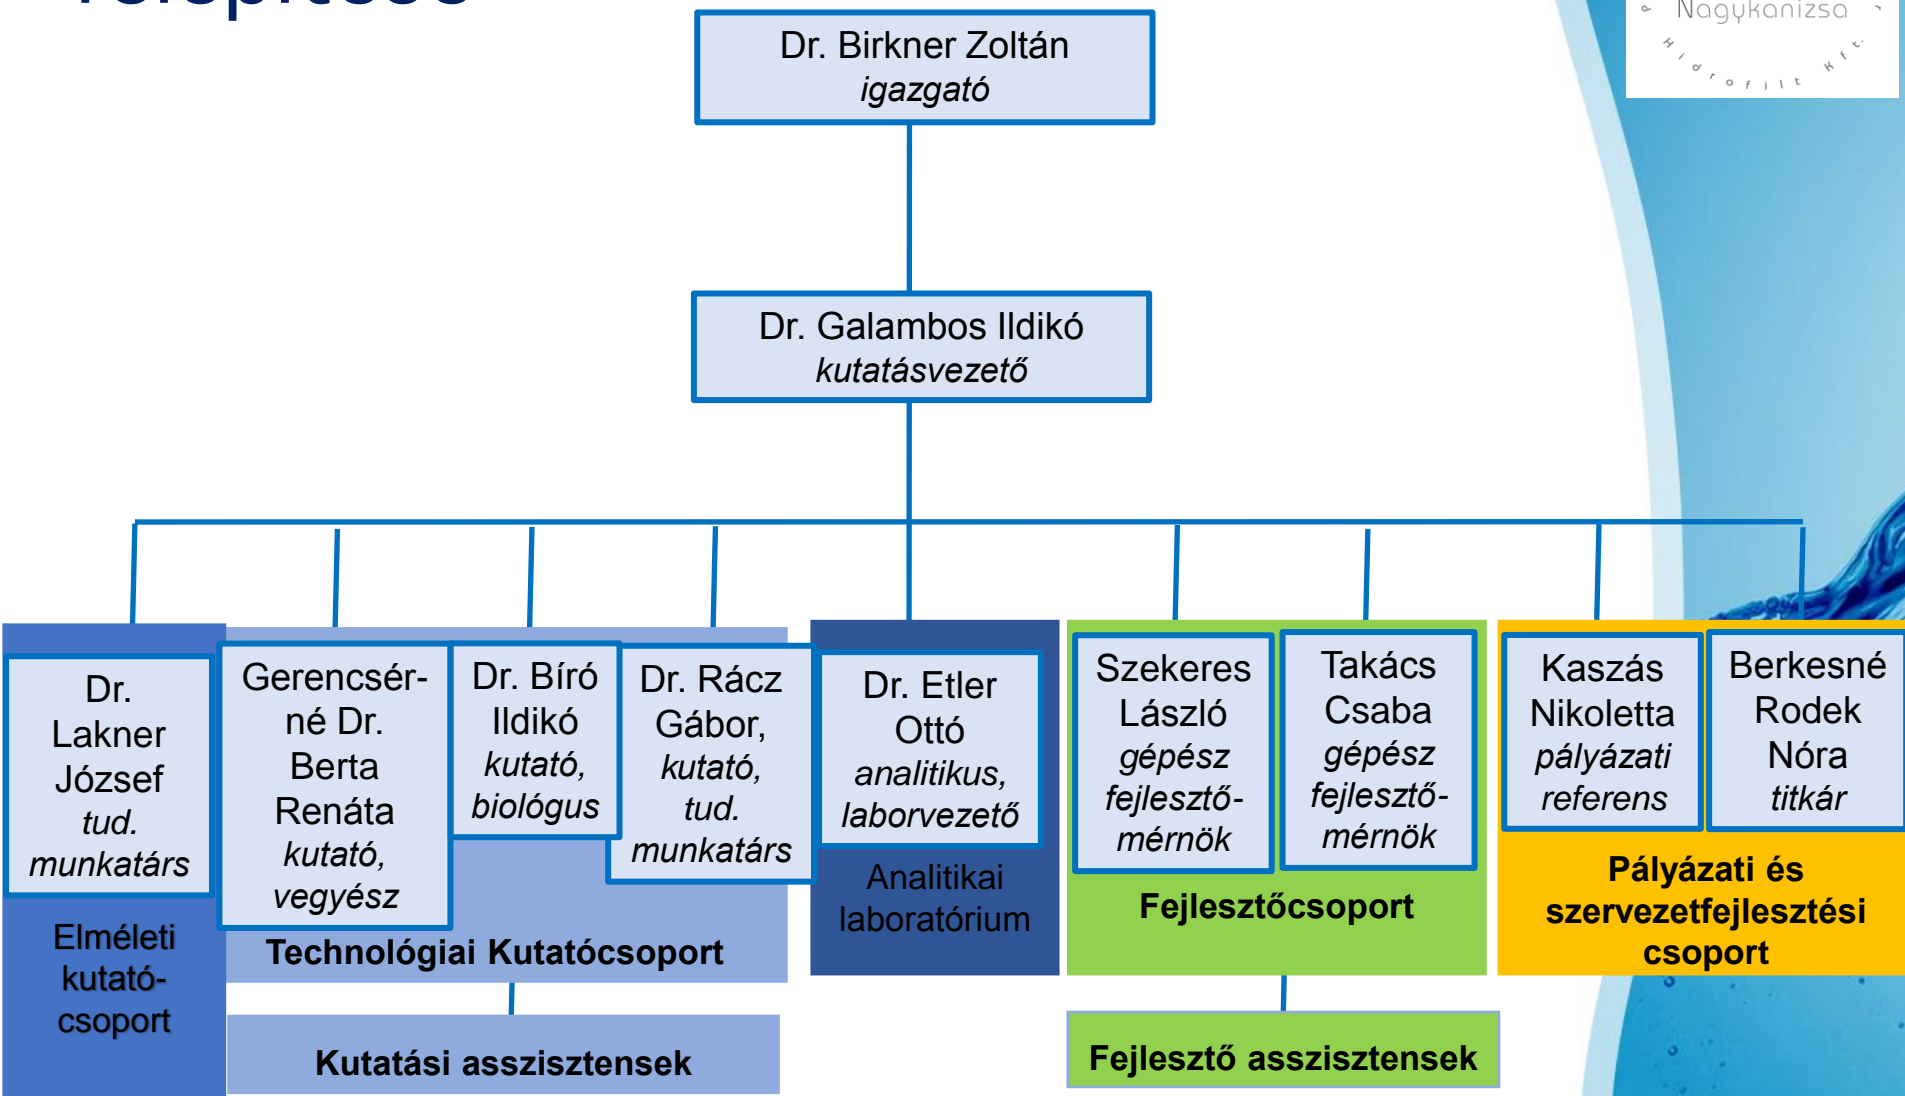 Nagykanizsa
Hidrofilt Kft.
Dr. Birkner Zoltán
igazgató
Dr. Galambos Ildikó
kutatásvezető
Dr.
Lakner
József
tud.
munkatárs
Elméleti
kutató-
csoport
Gerencsér-
né Dr.
Berta
Renáta
kutató,
vegyész
Dr. Bíró
Ildikó
kutató,
biológus
Dr. Rácz
Gábor,
kutató,
tud.
munkatárs
Technológiai Kutatócsoport
Kutatási asszisztensek
Dr. Etler
Ottó
analitikus,
laborvezető
Analitikai
laboratórium
Szekeres
László
gépész
fejlesztő-
mérnök
Takács
Csaba
gépész
fejlesztő-
mérnök
Fejlesztőcsoport
Fejlesztő asszisztensek
Kaszás
Nikoletta
pályázati
referens
Berkesné
Rodek
Nóra
titkár
Pályázati és
szervezetfejlesztési
csoport